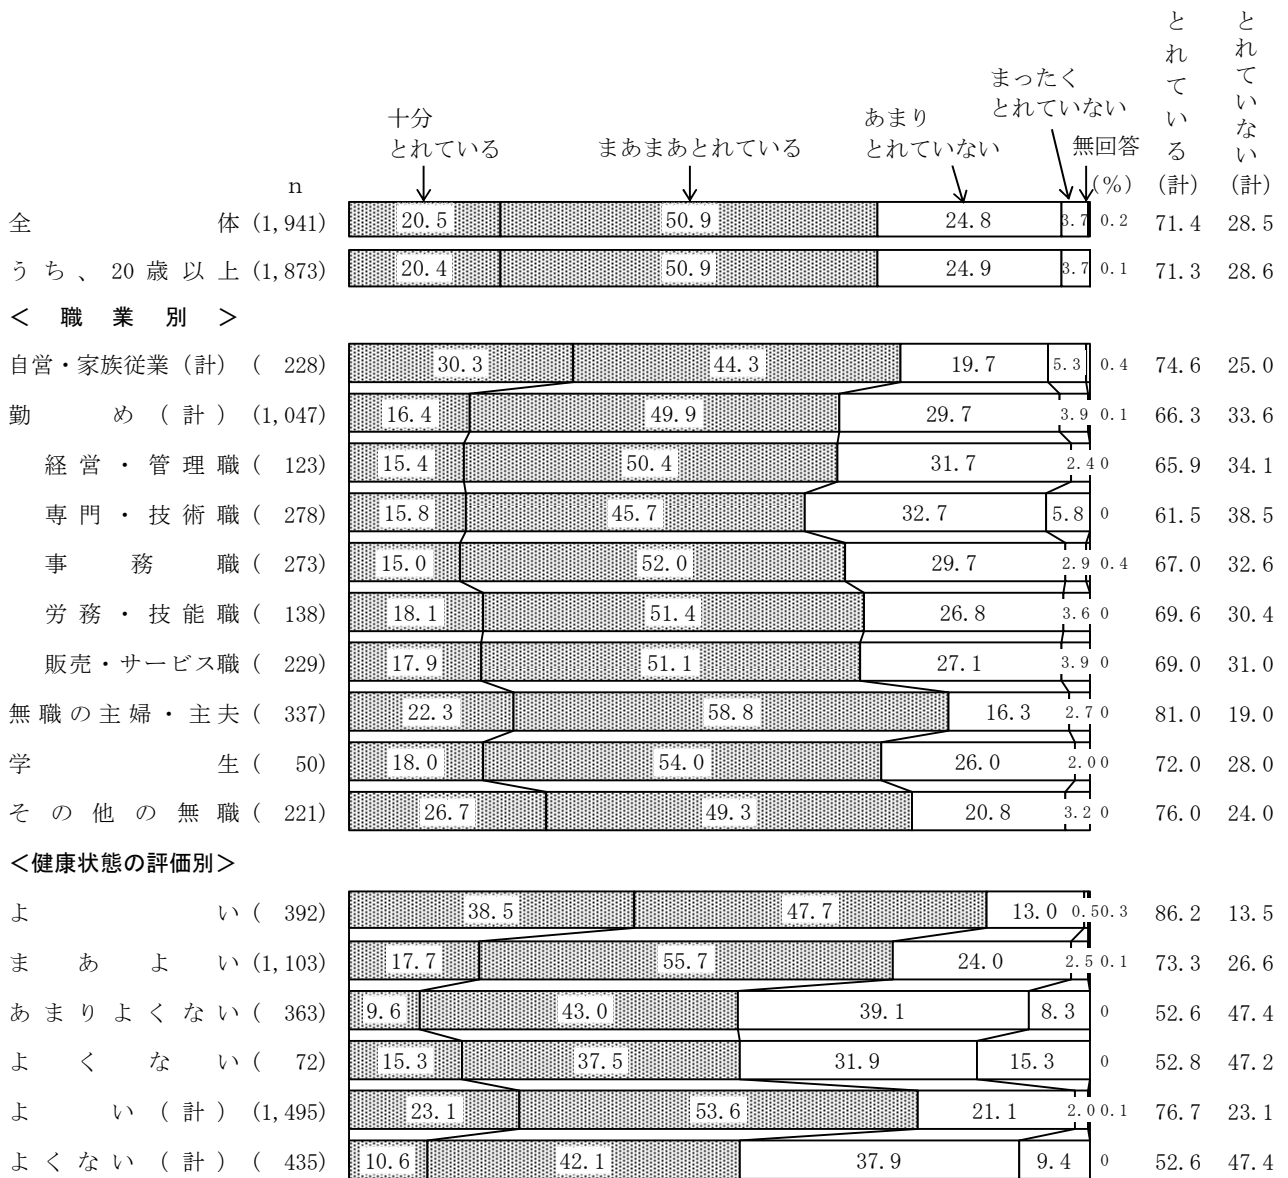 とれている（計） とれていない（計）
十分とれている まあまあとれている あまりとれていない まったくとれていない 無回答
n (%)
全体 (1,941) 20.5 50.9 24.8 3.7 0.2 71.4 28.5
うち、20歳以上 (1,873) 20.4 50.9 24.9 3.7 0.1 71.3 28.6
＜職業別＞
自営・家族従業（計） (228) 30.3 44.3 19.7 5.3 0.4 74.6 25.0
勤め（計） (1,047) 16.4 49.9 29.7 3.9 0.1 66.3 33.6
経営・管理職 (123) 15.4 50.4 31.7 2.4 0 65.9 34.1
専門・技術職 (278) 15.8 45.7 32.7 5.8 0 61.5 38.5
事務職 (273) 15.0 52.0 29.7 2.9 0.4 67.0 32.6
労務・技能職 (138) 18.1 51.4 26.8 3.6 0 69.6 30.4
販売・サービス職 (229) 17.9 51.1 27.1 3.9 0 69.0 31.0
無職の主婦・主夫 (337) 22.3 58.8 16.3 2.7 0 81.0 19.0
学生 (50) 18.0 54.0 26.0 2.0 0 72.0 28.0
その他の無職 (221) 26.7 49.3 20.8 3.2 0 76.0 24.0
＜健康状態の評価別＞
よい (392) 38.5 47.7 13.0 0.5 0.3 86.2 13.5
まあよい (1,103) 17.7 55.7 24.0 2.5 0.1 73.3 26.6
あまりよくない (363) 9.6 43.0 39.1 8.3 0 52.6 47.4
よくない (72) 15.3 37.5 31.9 15.3 0 52.8 47.2
よい（計） (1,495) 23.1 53.6 21.1 2.0 0.1 76.7 23.1
よくない（計） (435) 10.6 42.1 37.9 9.4 0 52.6 47.4